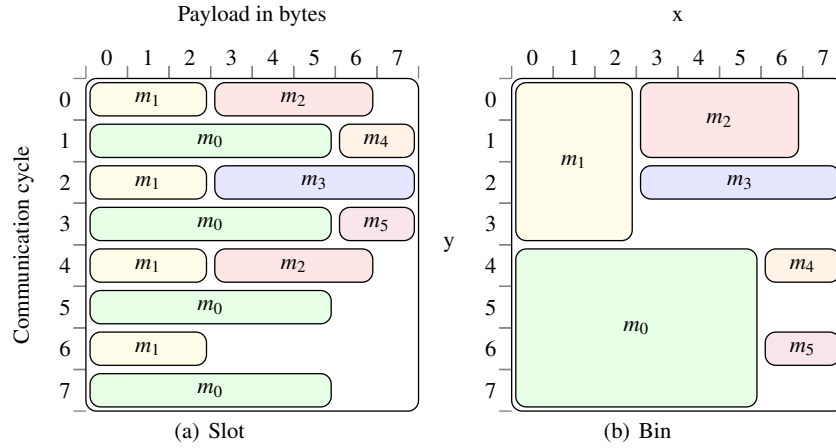 Payload in bytes
0 1 2 3 4 5 6 7
Communication cycle
0 m1 m2
1 m0 m4
2 m1 m3
3 m0 m5
4 m1 m2
5 m0
6 m1
7 m0
(a) Slot
x
0 1 2 3 4 5 6 7
y
0
m2
1
m1
2 m3
3
4 m4
5
m0
6 m5
7
(b) Bin